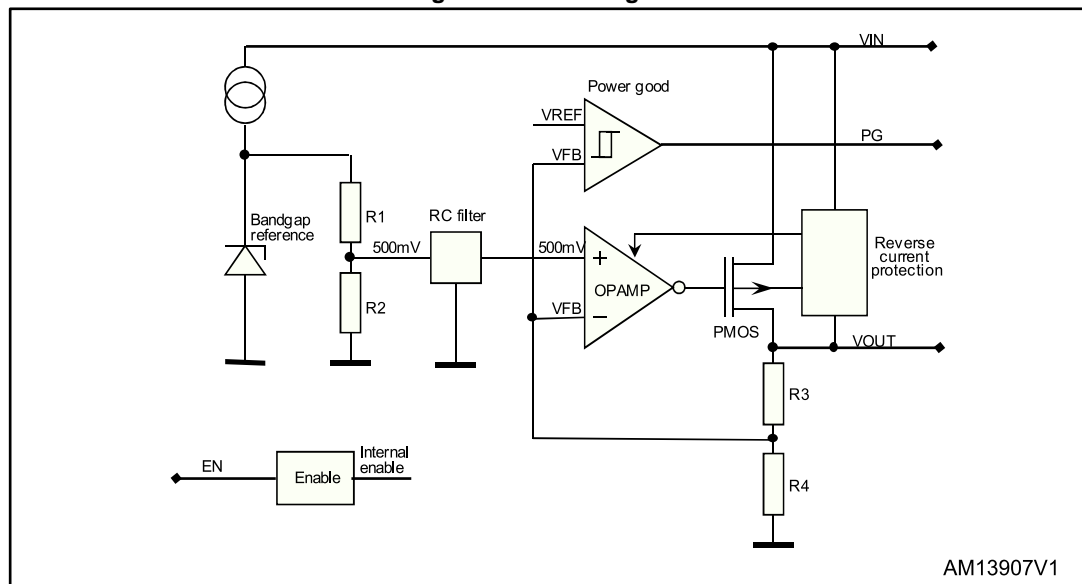 VIN
Power good
VREF
PG
VFB
R1
RC filter
Bandgap
reference
500mV
500mV
+
Reverse
current
protection
OPAMP
R2
VFB
−
PMOS
VOUT
R3
EN
Enable
Internal
enable
R4
AM13907V1